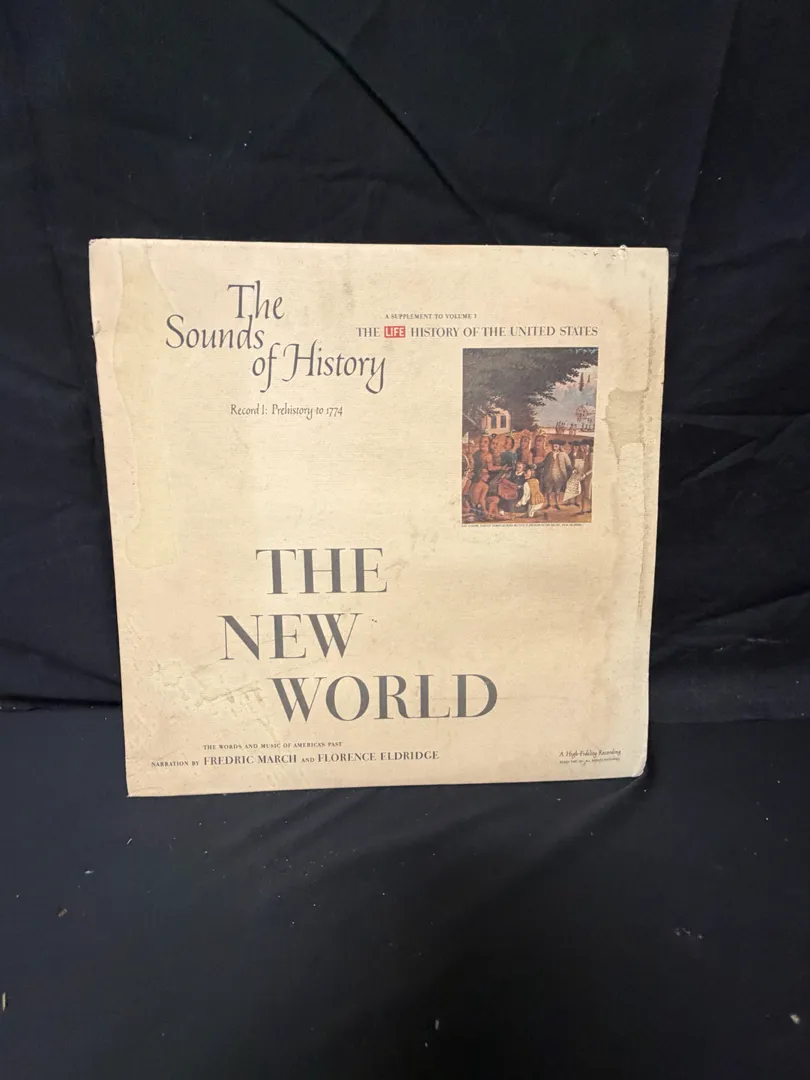 The
Sounds
of History
Record 1: Prehistory to 1774
A SUPPLEMENT TO VOLUME 1
THE LIFE HISTORY OF THE UNITED STATES
THE
NEW
WORLD
THE WORDS AND MUSIC OF AMERICA'S PAST
NARRATION BY FREDRIC MARCH AND FLORENCE ELDRIDGE
A High-Fidelity Recording